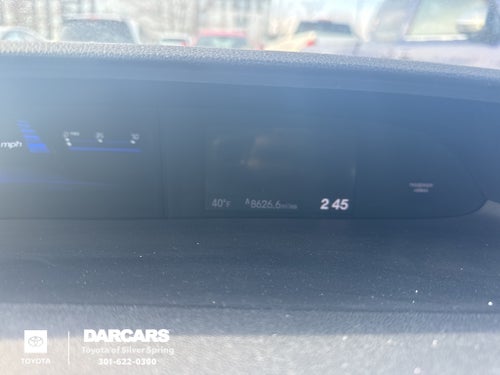 mph
40°F A 8626.6 miles 2 45
TOYOTA
DARCARS
Toyota of Silver Spring
301-622-0300